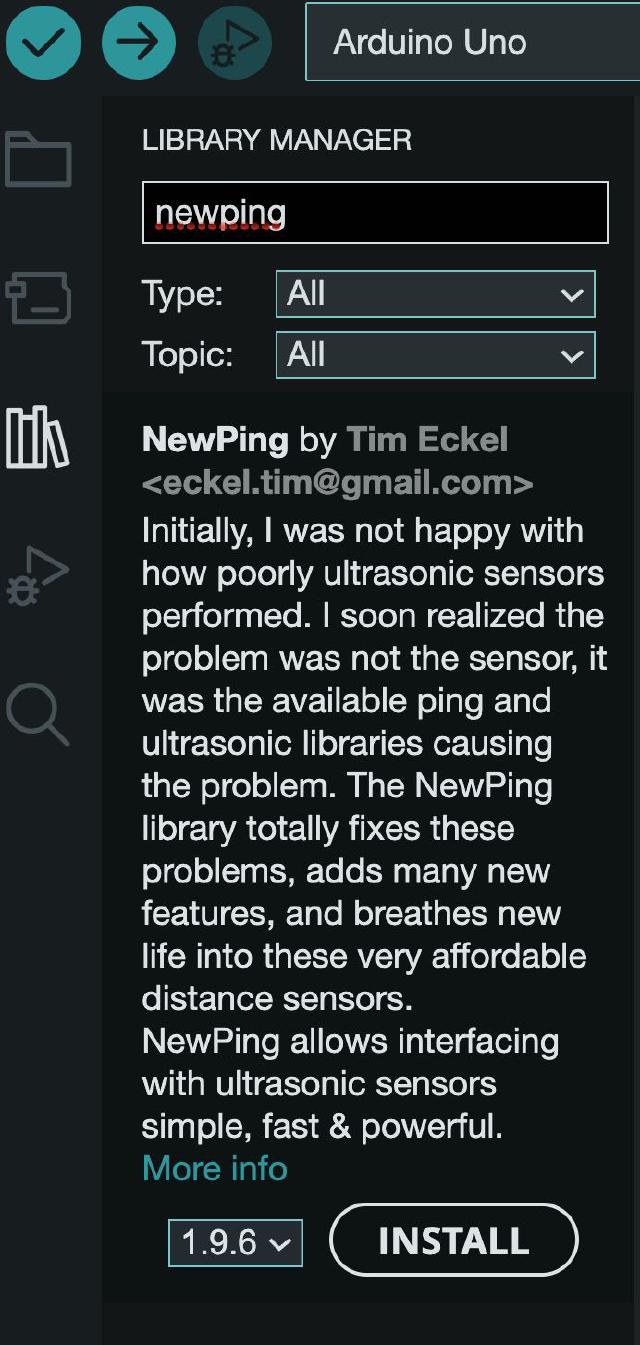 Arduino Uno
LIBRARY MANAGER
newping
Type: All
Topic: All
NewPing by Tim Eckel
<eckel.tim@gmail.com>
Initially, I was not happy with
how poorly ultrasonic sensors
performed. I soon realized the
problem was not the sensor, it
was the available ping and
ultrasonic libraries causing
the problem. The NewPing
library totally fixes these
problems, adds many new
features, and breathes new
life into these very affordable
distance sensors.
NewPing allows interfacing
with ultrasonic sensors
simple, fast & powerful.
More info
1.9.6 INSTALL